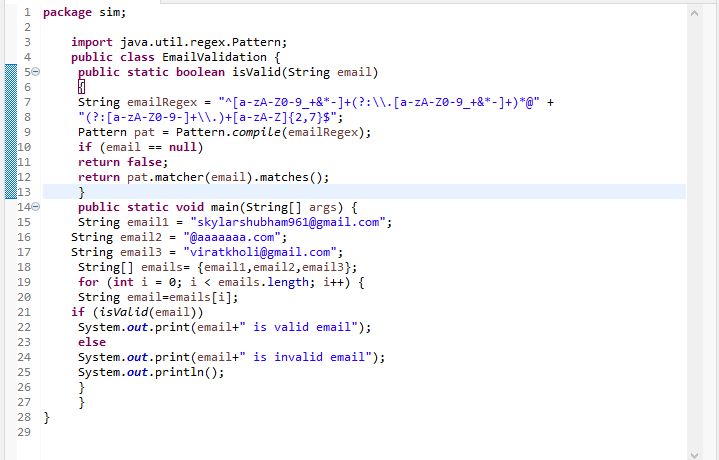 1 package sim;
2
3 import java.util.regex.Pattern;
4 public class EmailValidation {
5 public static boolean isValid(String email)
6 {
7 String emailRegex = "^[a-zA-Z0-9_+&*-]+(?:\\.[a-zA-Z0-9_+&*-]+)*@" +
8 "(?:[a-zA-Z0-9-]+\\.)+[a-zA-Z]{2,7}$";
9 Pattern pat = Pattern.compile(emailRegex);
10 if (email == null)
11 return false;
12 return pat.matcher(email).matches();
13 }
14 public static void main(String[] args) {
15 String email1 = "skylarshubham961@gmail.com";
16 String email2 = "@aaaaaaa.com";
17 String email3 = "viratkholi@gmail.com";
18 String[] emails= {email1,email2,email3};
19 for (int i = 0; i < emails.length; i++) {
20 String email=emails[i];
21 if (isValid(email))
22 System.out.print(email+" is valid email");
23 else
24 System.out.print(email+" is invalid email");
25 System.out.println();
26 }
27 }
28 }
29